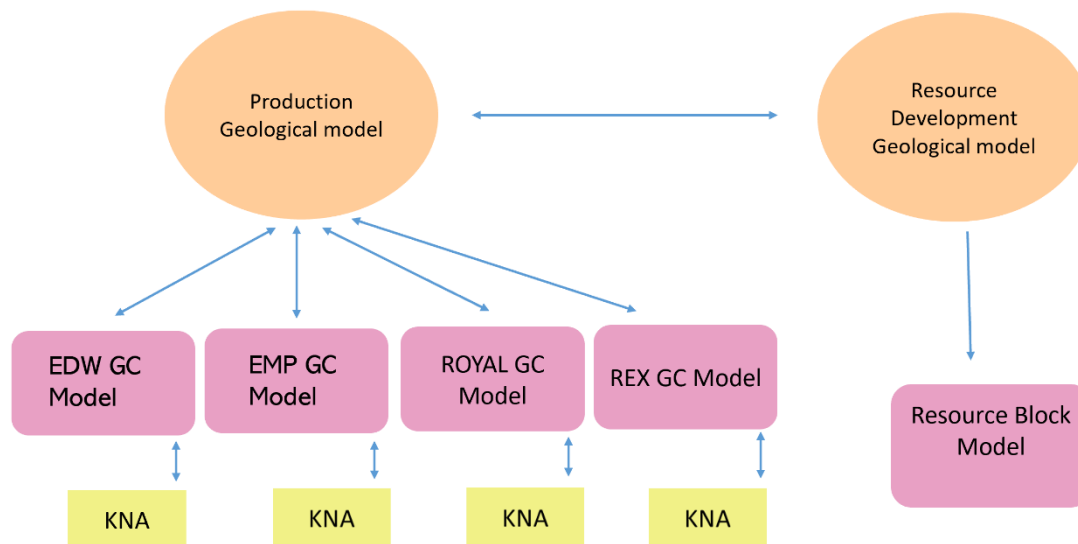 Production
Geological model
Resource
Development
Geological model
EDW GC
Model
EMP GC
Model
ROYAL GC
Model
REX GC Model
Resource Block
Model
KNA
KNA
KNA
KNA